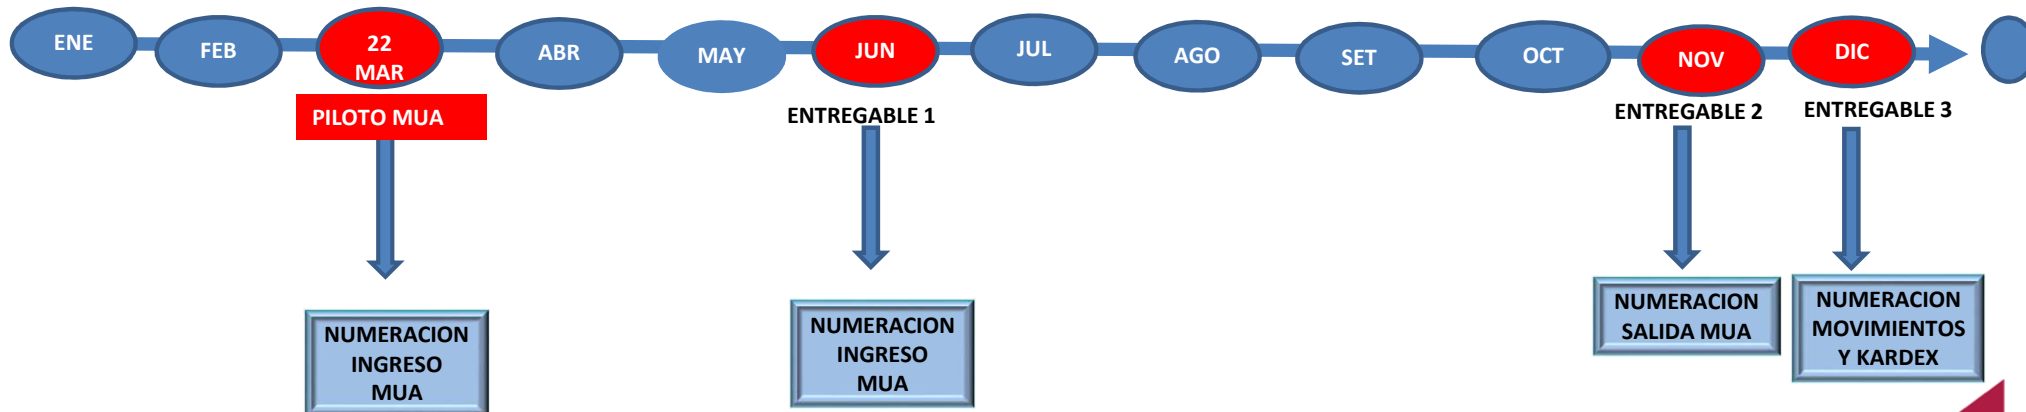 ENE
FEB
22
MAR
ABR
MAY
JUN
JUL
AGO
SET
OCT
NOV
DIC
PILOTO MUA
ENTREGABLE 1
ENTREGABLE 2
ENTREGABLE 3
NUMERACION
INGRESO
MUA
NUMERACION
INGRESO
MUA
NUMERACION
SALIDA MUA
NUMERACION
MOVIMIENTOS
Y KARDEX